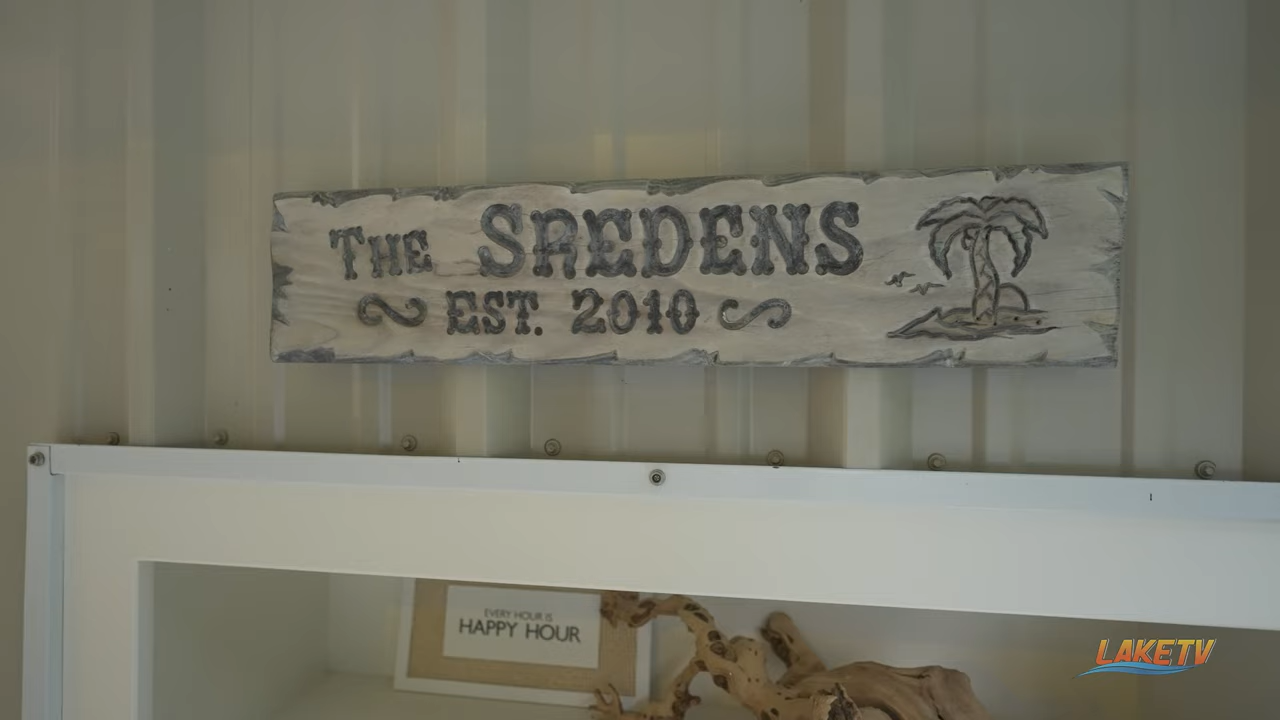 THE SREDENS
EST. 2010
EVERY HOUR IS
HAPPY HOUR
LAKETV